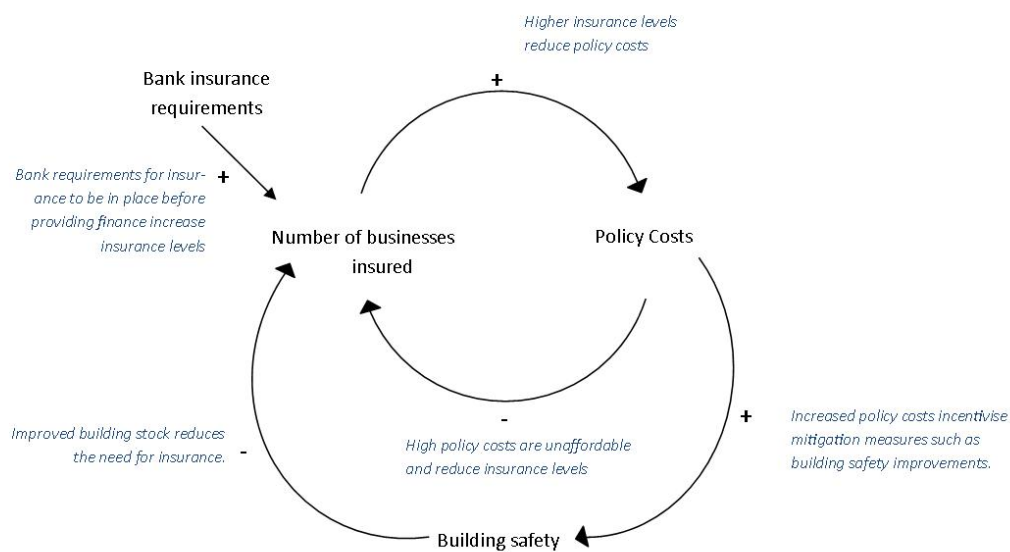 Higher insurance levels
reduce policy costs
+
Bank insurance
requirements
Bank requirements for insur-
ance to be in place before
providing finance increase
insurance levels
+
Number of businesses
insured
Policy Costs
-
High policy costs are unaffordable
and reduce insurance levels
+
Increased policy costs incentivise
mitigation measures such as
building safety improvements.
Improved building stock reduces
the need for insurance.
-
Building safety